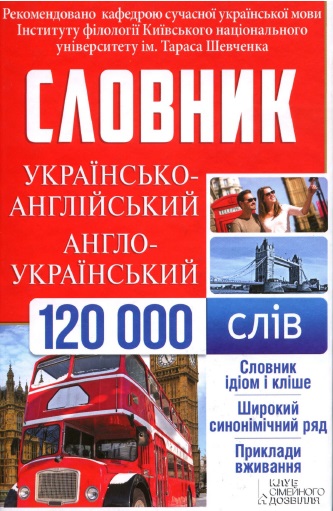 Рекомендовано кафедрою сучасної української мови
Інституту філології Київського національного
університету ім. Тараса Шевченка
СЛОВНИК
УКРАЇНСЬКО-
АНГЛІЙСЬКИЙ
АНГЛО-
УКРАЇНСЬКИЙ
120 000 слів
Словник
ідіом і кліше
Широкий
синонімічний ряд
Приклади
вживання
КЛУБ
СІМЕЙНОГО
ДОЗВІЛЛЯ